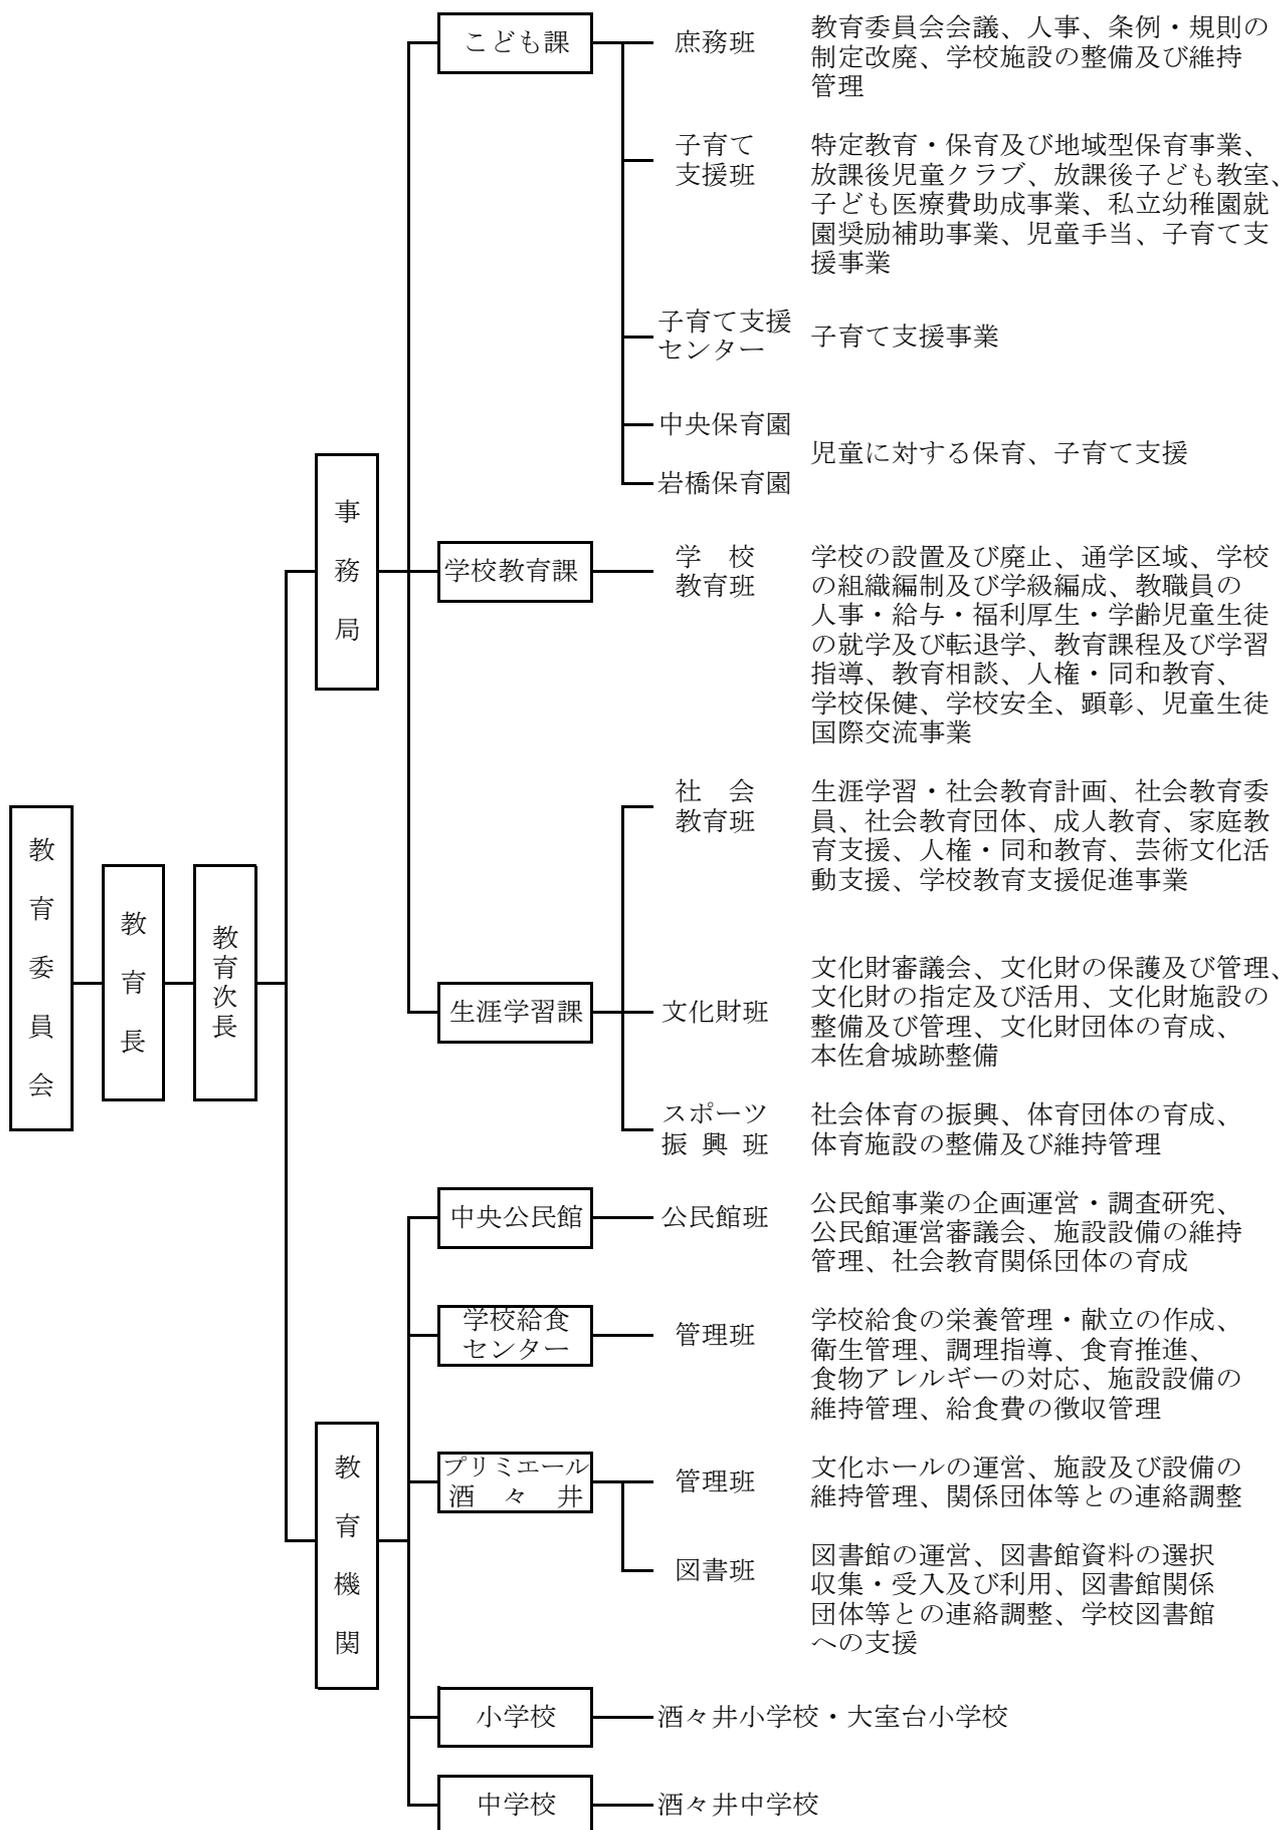 教育委員会
教育長
教育次長
事務局
こども課
庶務班
教育委員会会議、人事、条例・規則の
制定改廃、学校施設の整備及び維持
管理
子育て
支援班
特定教育・保育及び地域型保育事業、
放課後児童クラブ、放課後子ども教室、
子ども医療費助成事業、私立幼稚園就
園奨励補助事業、児童手当、子育て支
援事業
子育て支援
センター
子育て支援事業
中央保育園
岩橋保育園
児童に対する保育、子育て支援
学校教育課
学　校
教育班
学校の設置及び廃止、通学区域、学校
の組織編制及び学級編成、教職員の
人事・給与・福利厚生・学齢児童生徒
の就学及び転退学、教育課程及び学習
指導、教育相談、人権・同和教育、
学校保健、学校安全、顕彰、児童生徒
国際交流事業
生涯学習課
社　会
教育班
生涯学習・社会教育計画、社会教育委
員、社会教育団体、成人教育、家庭教
育支援、人権・同和教育、芸術文化活
動支援、学校教育支援促進事業
文化財班
文化財審議会、文化財の保護及び管理、
文化財の指定及び活用、文化財施設の
整備及び管理、文化財団体の育成、
本佐倉城跡整備
スポーツ
振 興 班
社会体育の振興、体育団体の育成、
体育施設の整備及び維持管理
教育機関
中央公民館
公民館班
公民館事業の企画運営・調査研究、
公民館運営審議会、施設設備の維持
管理、社会教育関係団体の育成
学校給食
センター
管理班
学校給食の栄養管理・献立の作成、
衛生管理、調理指導、食育推進、
食物アレルギーの対応、施設設備の
維持管理、給食費の徴収管理
プリミエール
酒　々　井
管理班
文化ホールの運営、施設及び設備の
維持管理、関係団体等との連絡調整
図書班
図書館の運営、図書館資料の選択
収集・受入及び利用、図書館関係
団体等との連絡調整、学校図書館
への支援
小学校
酒々井小学校・大室台小学校
中学校
酒々井中学校